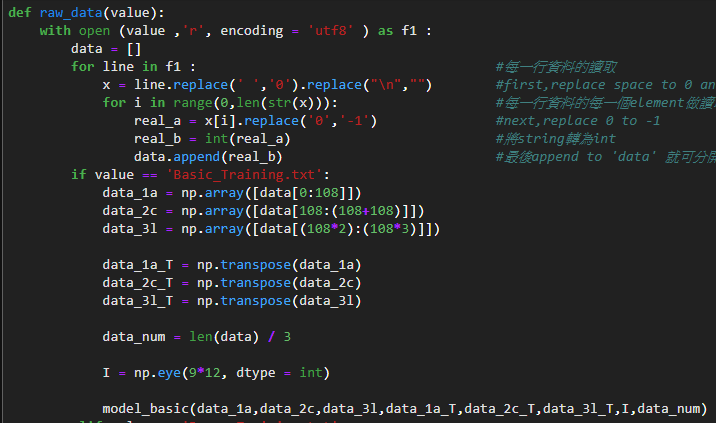 def raw_data(value):
    with open (value ,'r', encoding = 'utf8' ) as f1 :
        data = []
        for line in f1 :                                      #每一行資料的讀取
            x = line.replace(' ','0').replace("\n","")        #first,replace space to 0 an
            for i in range(0,len(str(x))):                    #每一行資料的每一個element做讀
                real_a = x[i].replace('0','-1')               #next,replace 0 to -1
                real_b = int(real_a)                          #將string轉為int
                data.append(real_b)                           #最後append to 'data' 就可分開
        if value == 'Basic_Training.txt':
            data_1a = np.array([data[0:108]])
            data_2c = np.array([data[108:(108+108)]])
            data_3l = np.array([data[(108*2):(108*3)]])
            data_1a_T = np.transpose(data_1a)
            data_2c_T = np.transpose(data_2c)
            data_3l_T = np.transpose(data_3l)
            data_num = len(data) / 3
            I = np.eye(9*12, dtype = int)
            model_basic(data_1a,data_2c,data_3l,data_1a_T,data_2c_T,data_3l_T,I,data_num)